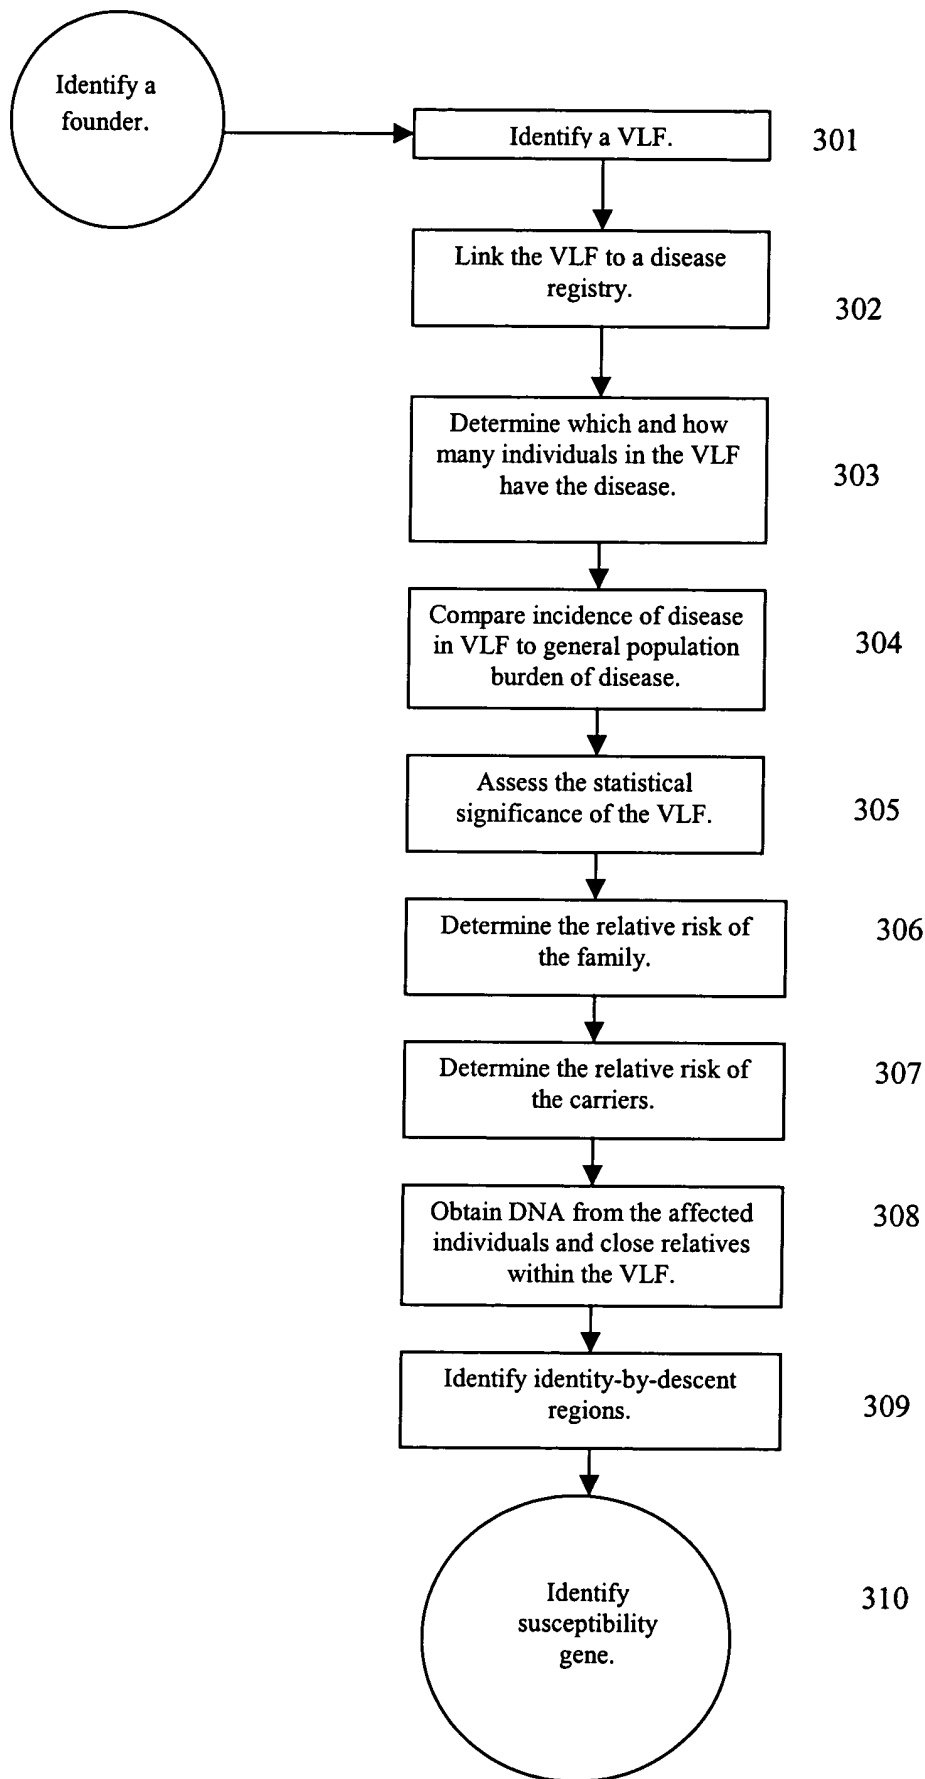 Identify a
founder.
Identify a VLF.
301
Link the VLF to a disease
registry.
302
Determine which and how
many individuals in the VLF
have the disease.
303
Compare incidence of disease
in VLF to general population
burden of disease.
304
Assess the statistical
significance of the VLF.
305
Determine the relative risk of
the family.
306
Determine the relative risk of
the carriers.
307
Obtain DNA from the affected
individuals and close relatives
within the VLF.
308
Identify identity-by-descent
regions.
309
Identify
susceptibility
gene.
310